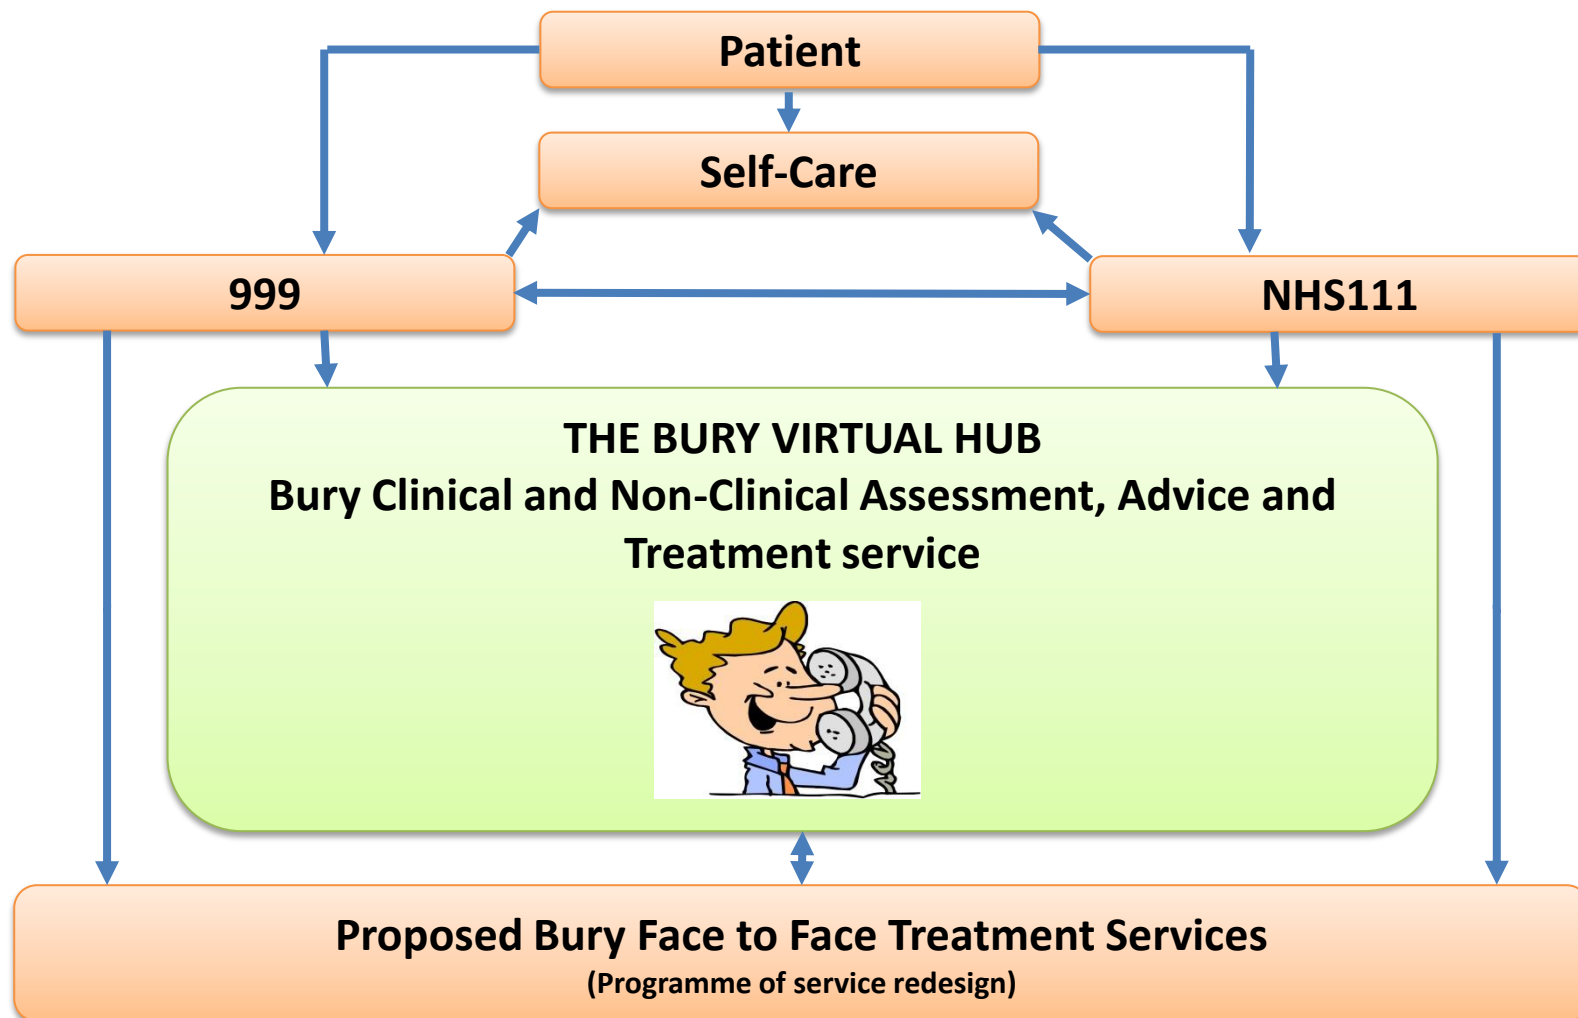 Patient
Self-Care
999
NHS111
THE BURY VIRTUAL HUB
Bury Clinical and Non-Clinical Assessment, Advice and
Treatment service
Proposed Bury Face to Face Treatment Services
(Programme of service redesign)